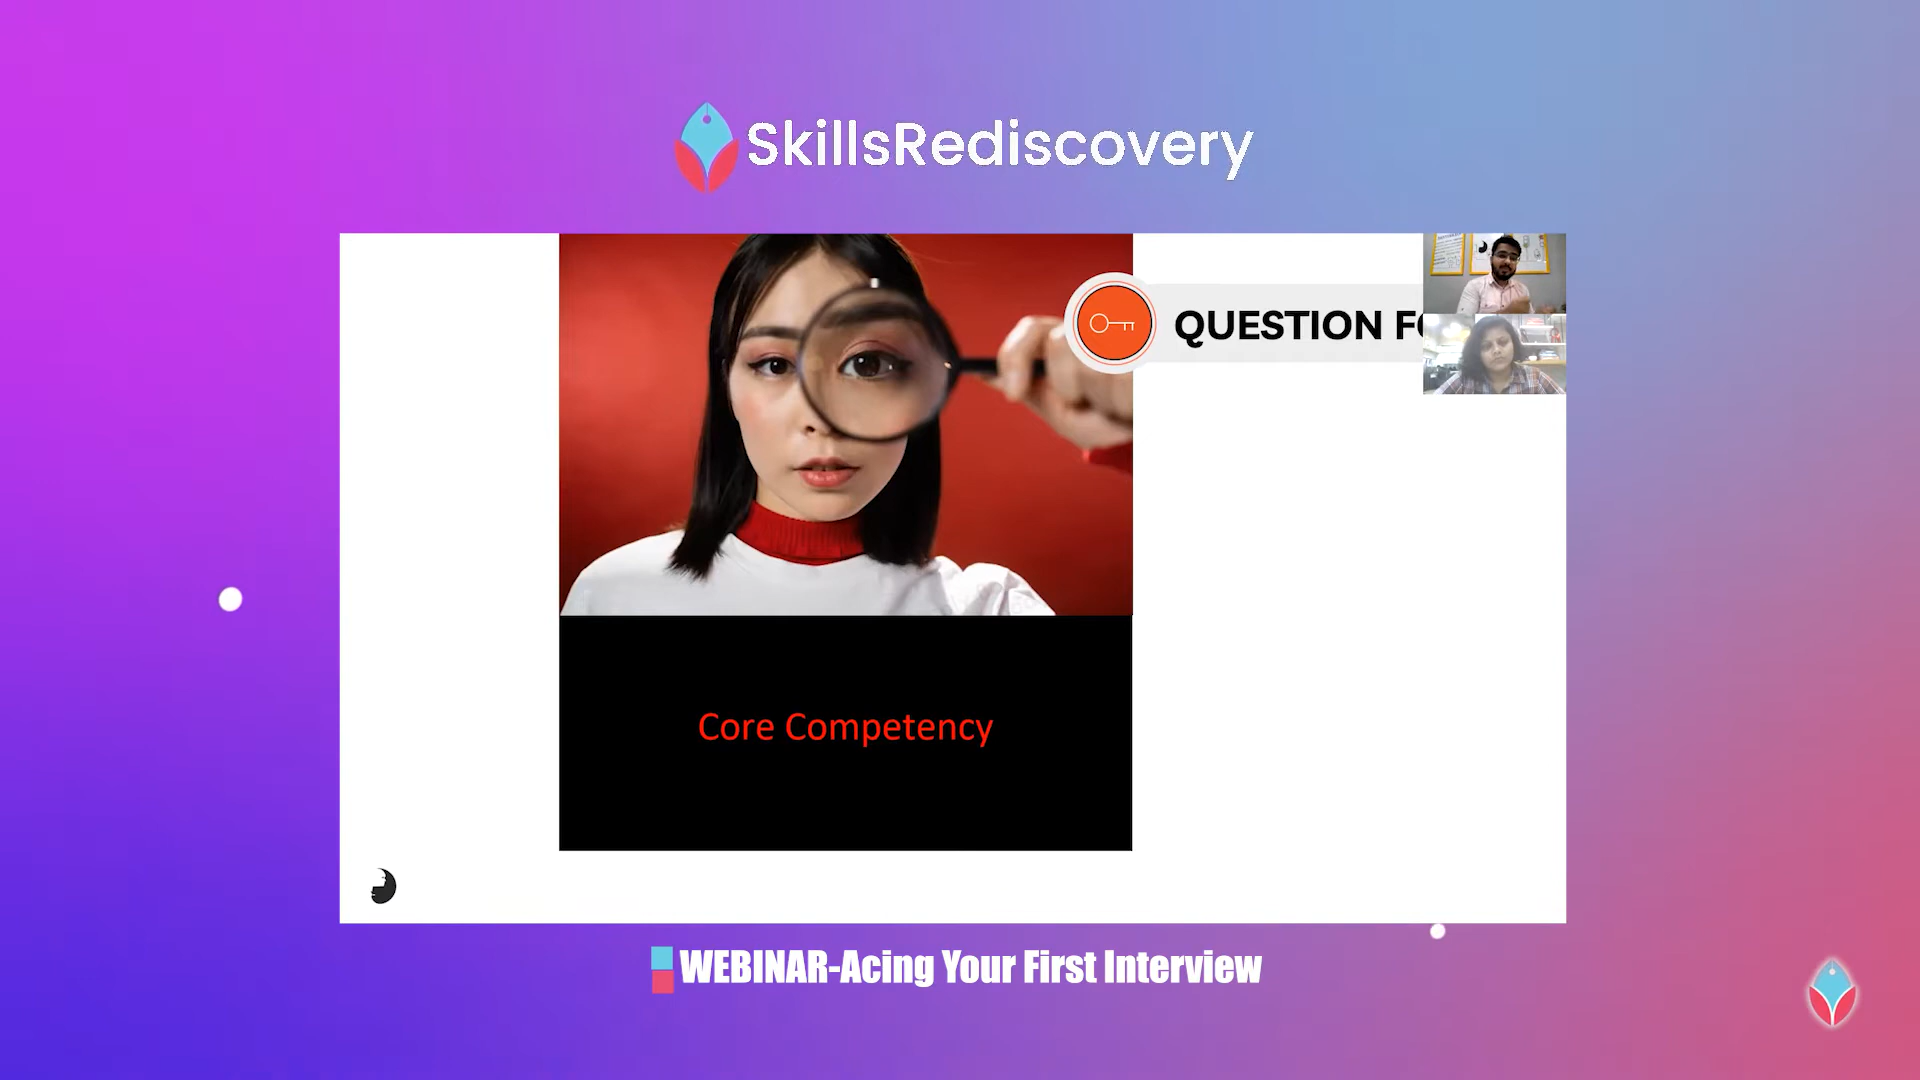 SkillsRediscovery
QUESTION
Core Competency
WEBINAR-Acing Your First Interview